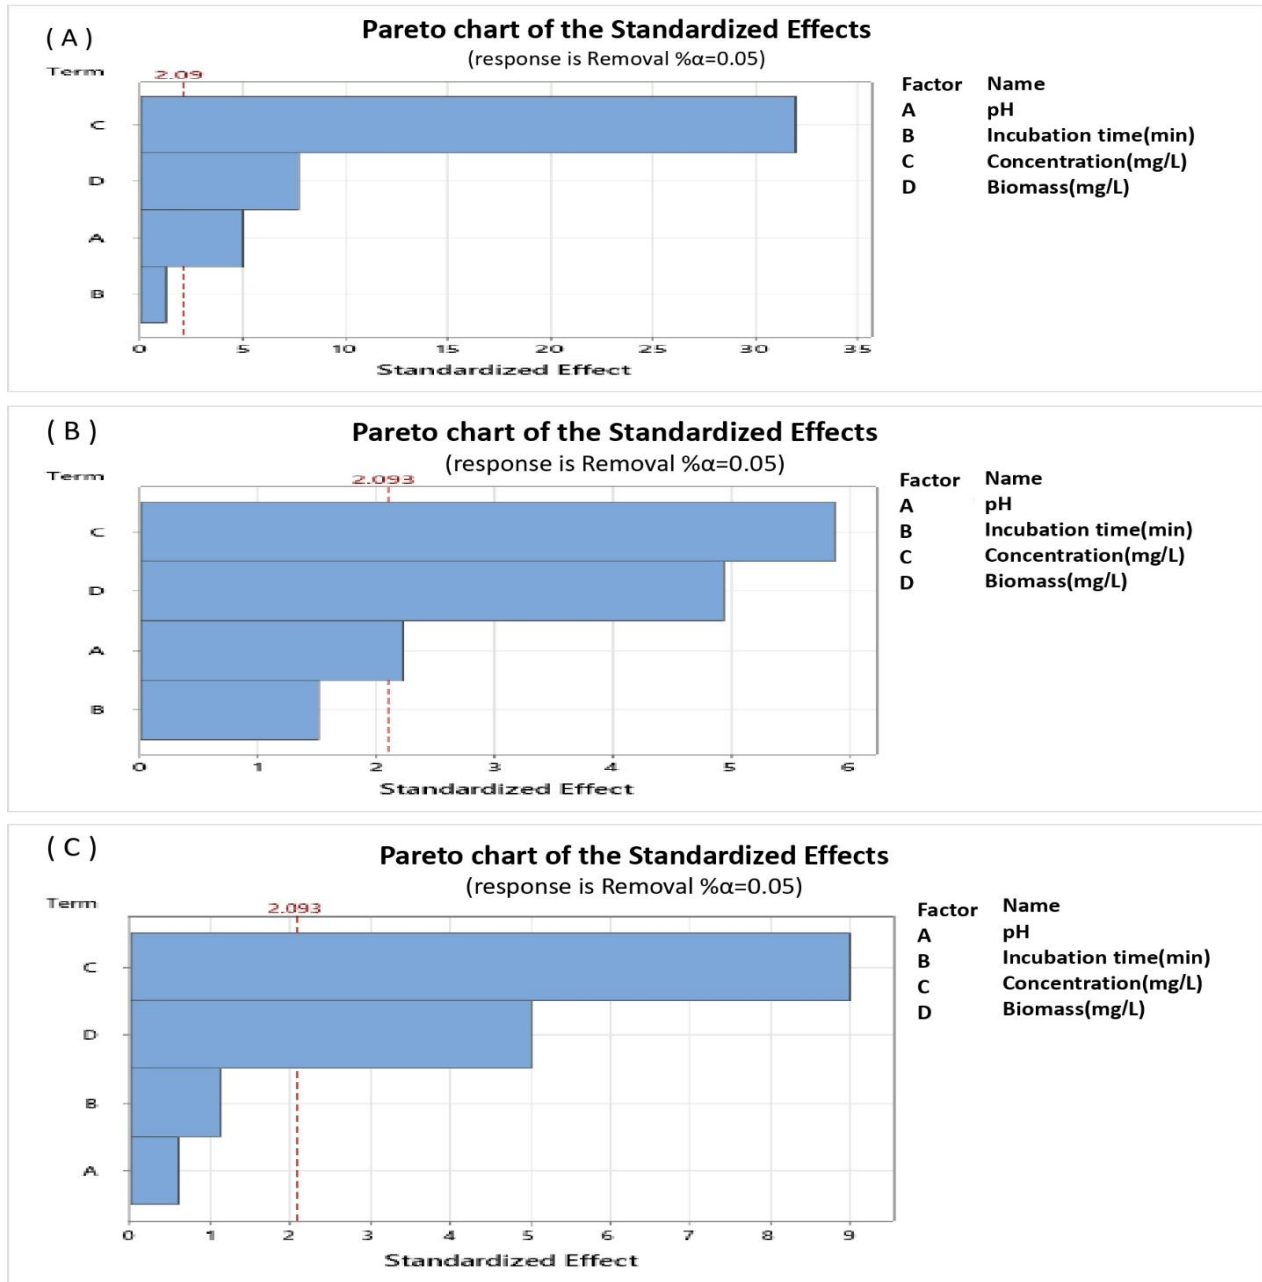 ( A )
Pareto chart of the Standardized Effects
(response is Removal %α=0.05)
Term
2.09
C
D
A
B
0 5 10 15 20 25 30 35
Standardized Effect
Factor Name
A pH
B Incubation time(min)
C Concentration(mg/L)
D Biomass(mg/L)
( B )
Pareto chart of the Standardized Effects
(response is Removal %α=0.05)
Term
2.093
C
D
A
B
0 1 2 3 4 5 6
Standardized Effect
Factor Name
A pH
B Incubation time(min)
C Concentration(mg/L)
D Biomass(mg/L)
( C )
Pareto chart of the Standardized Effects
(response is Removal %α=0.05)
Term
2.093
C
D
B
A
0 1 2 3 4 5 6 7 8 9
Standardized Effect
Factor Name
A pH
B Incubation time(min)
C Concentration(mg/L)
D Biomass(mg/L)